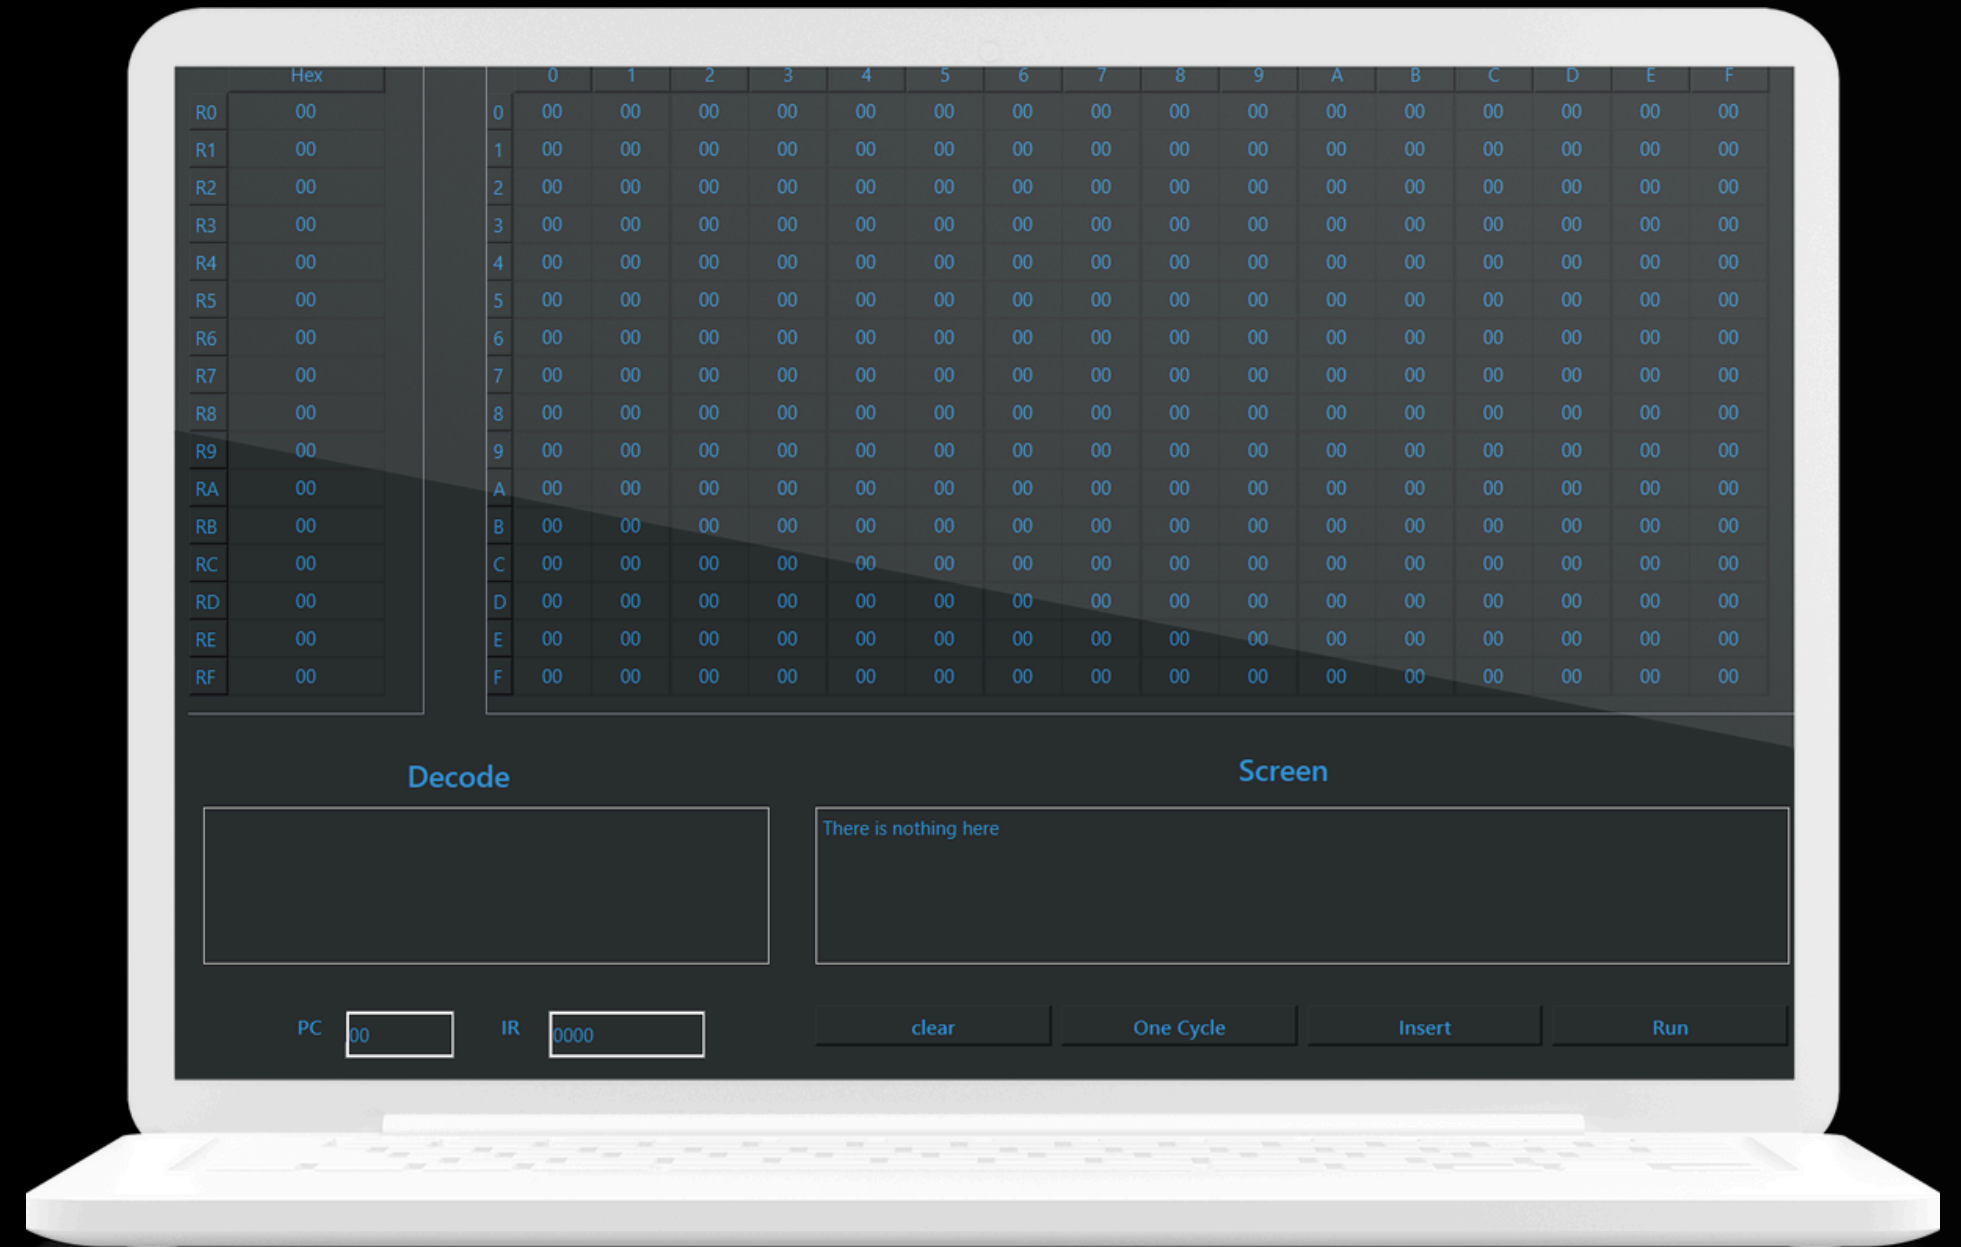 Hex 0 1 2 3 4 5 6 7 8 9 A B C D E F
R0 00 0 00 00 00 00 00 00 00 00 00 00 00 00 00 00 00 00
R1 00 1 00 00 00 00 00 00 00 00 00 00 00 00 00 00 00 00
R2 00 2 00 00 00 00 00 00 00 00 00 00 00 00 00 00 00 00
R3 00 3 00 00 00 00 00 00 00 00 00 00 00 00 00 00 00 00
R4 00 4 00 00 00 00 00 00 00 00 00 00 00 00 00 00 00 00
R5 00 5 00 00 00 00 00 00 00 00 00 00 00 00 00 00 00 00
R6 00 6 00 00 00 00 00 00 00 00 00 00 00 00 00 00 00 00
R7 00 7 00 00 00 00 00 00 00 00 00 00 00 00 00 00 00 00
R8 00 8 00 00 00 00 00 00 00 00 00 00 00 00 00 00 00 00
R9 00 9 00 00 00 00 00 00 00 00 00 00 00 00 00 00 00 00
RA 00 A 00 00 00 00 00 00 00 00 00 00 00 00 00 00 00 00
RB 00 B 00 00 00 00 00 00 00 00 00 00 00 00 00 00 00 00
RC 00 C 00 00 00 00 00 00 00 00 00 00 00 00 00 00 00 00
RD 00 D 00 00 00 00 00 00 00 00 00 00 00 00 00 00 00 00
RE 00 E 00 00 00 00 00 00 00 00 00 00 00 00 00 00 00 00
RF 00 F 00 00 00 00 00 00 00 00 00 00 00 00 00 00 00 00
Decode
Screen
There is nothing here
PC 00 IR 0000 clear One Cycle Insert Run